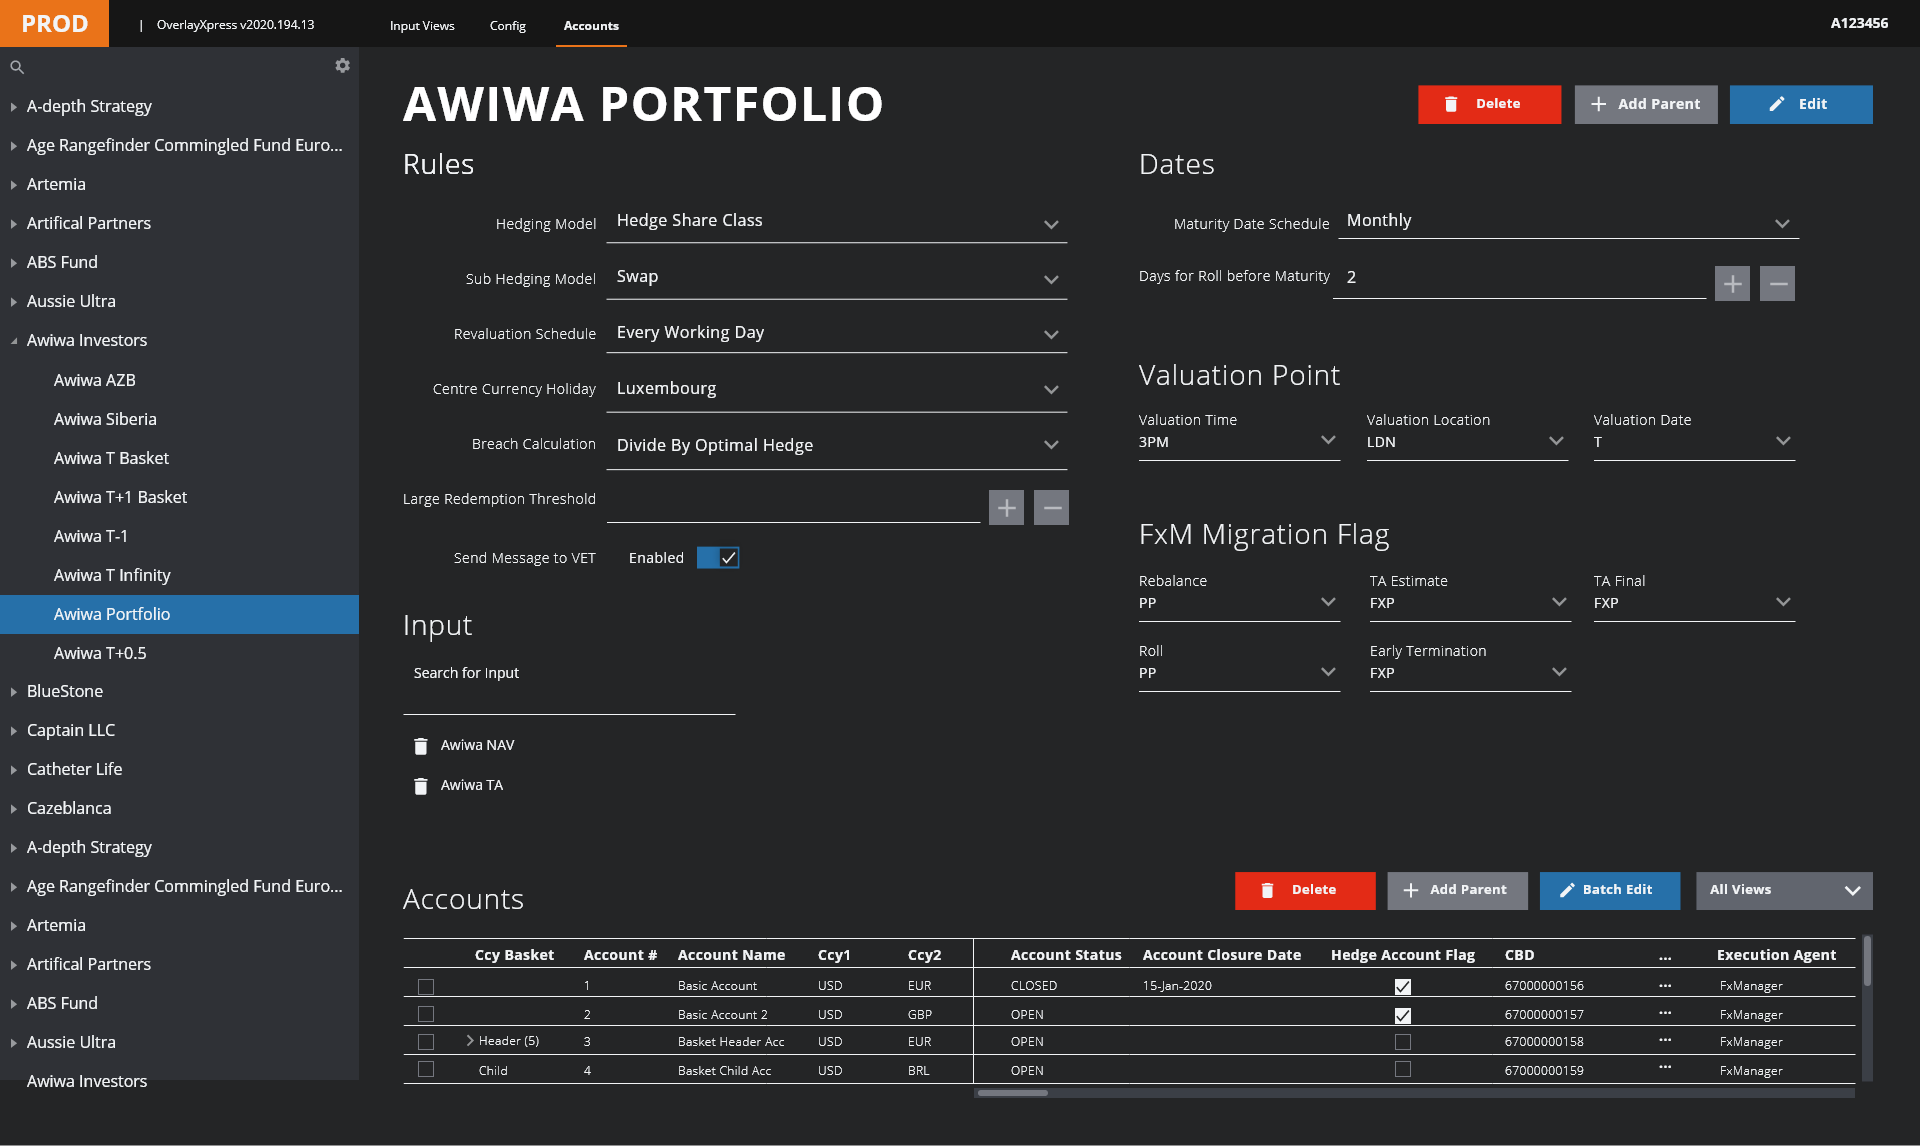 PROD
| OverlayXpress v2020.194.13
Input Views
Config
Accounts
A123456
A-depth Strategy
Age Rangefinder Commingled Fund Euro...
Artemia
Artifical Partners
ABS Fund
Aussie Ultra
Awiwa Investors
Awiwa AZB
Awiwa Siberia
Awiwa T Basket
Awiwa T+1 Basket
Awiwa T-1
Awiwa T Infinity
Awiwa Portfolio
Awiwa T+0.5
BlueStone
Captain LLC
Catheter Life
Cazeblanca
A-depth Strategy
Age Rangefinder Commingled Fund Euro...
Artemia
Artifical Partners
ABS Fund
Aussie Ultra
Awiwa Investors
AWIWA PORTFOLIO
Delete
Add Parent
Edit
Rules
Hedging Model Hedge Share Class
Sub Hedging Model Swap
Revaluation Schedule Every Working Day
Centre Currency Holiday Luxembourg
Breach Calculation Divide By Optimal Hedge
Large Redemption Threshold
Send Message to VET Enabled
Input
Search for Input
Awiwa NAV
Awiwa TA
Dates
Maturity Date Schedule Monthly
Days for Roll before Maturity 2
Valuation Point
Valuation Time Valuation Location Valuation Date
3PM LDN T
FxM Migration Flag
Rebalance TA Estimate TA Final
PP FXP FXP
Roll Early Termination
PP FXP
Accounts
Delete
Add Parent
Batch Edit
All Views
Ccy Basket Account # Account Name Ccy1 Ccy2 Account Status Account Closure Date Hedge Account Flag CBD ... Execution Agent
1 Basic Account USD EUR CLOSED 15-Jan-2020 67000000156 ... FxManager
2 Basic Account 2 USD GBP OPEN 67000000157 ... FxManager
Header (5) 3 Basket Header Acc USD EUR OPEN 67000000158 ... FxManager
Child 4 Basket Child Acc USD BRL OPEN 67000000159 ... FxManager